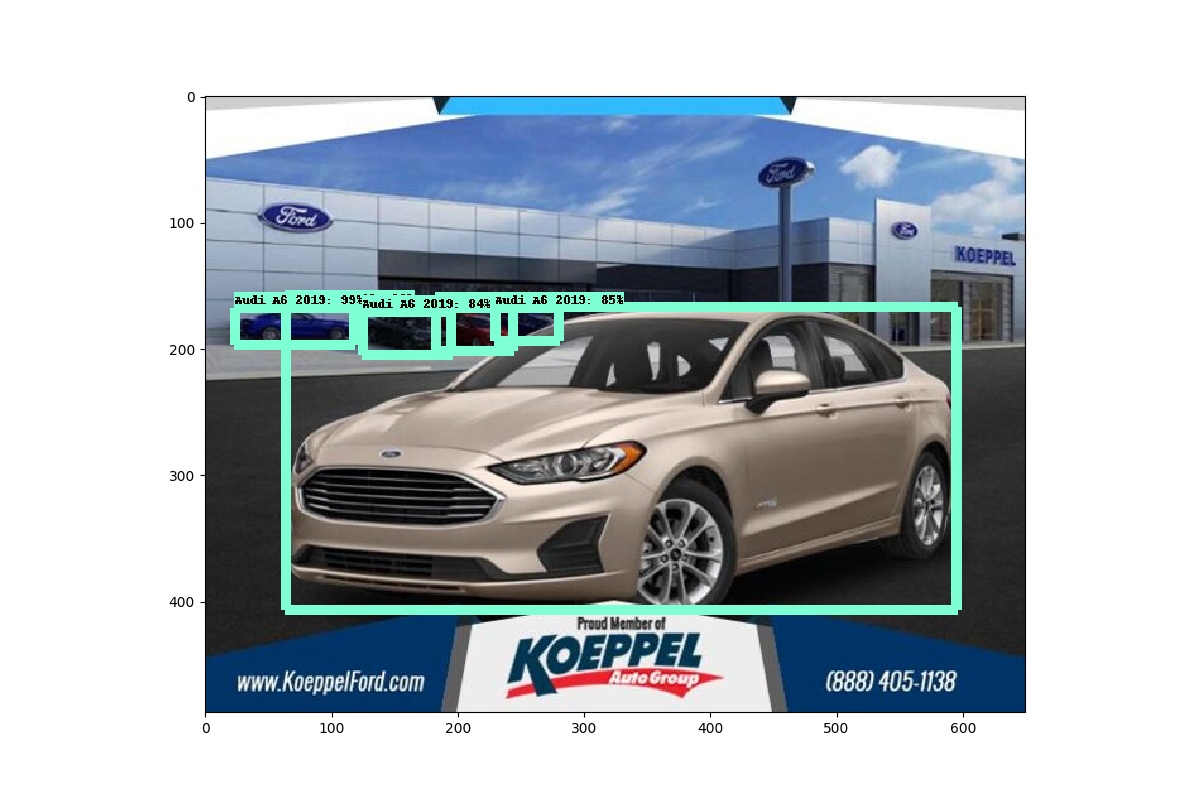 0
100
200
300
400
Ford
Ford
Ford
KOEPPEL
Audi A6 2019: 99%
Audi A6 2019: 84%
Audi A6 2019: 85%
Ford
Proud Member of
KOEPPEL
Auto Group
www.KoeppelFord.com
(888) 405-1138
0 100 200 300 400 500 600